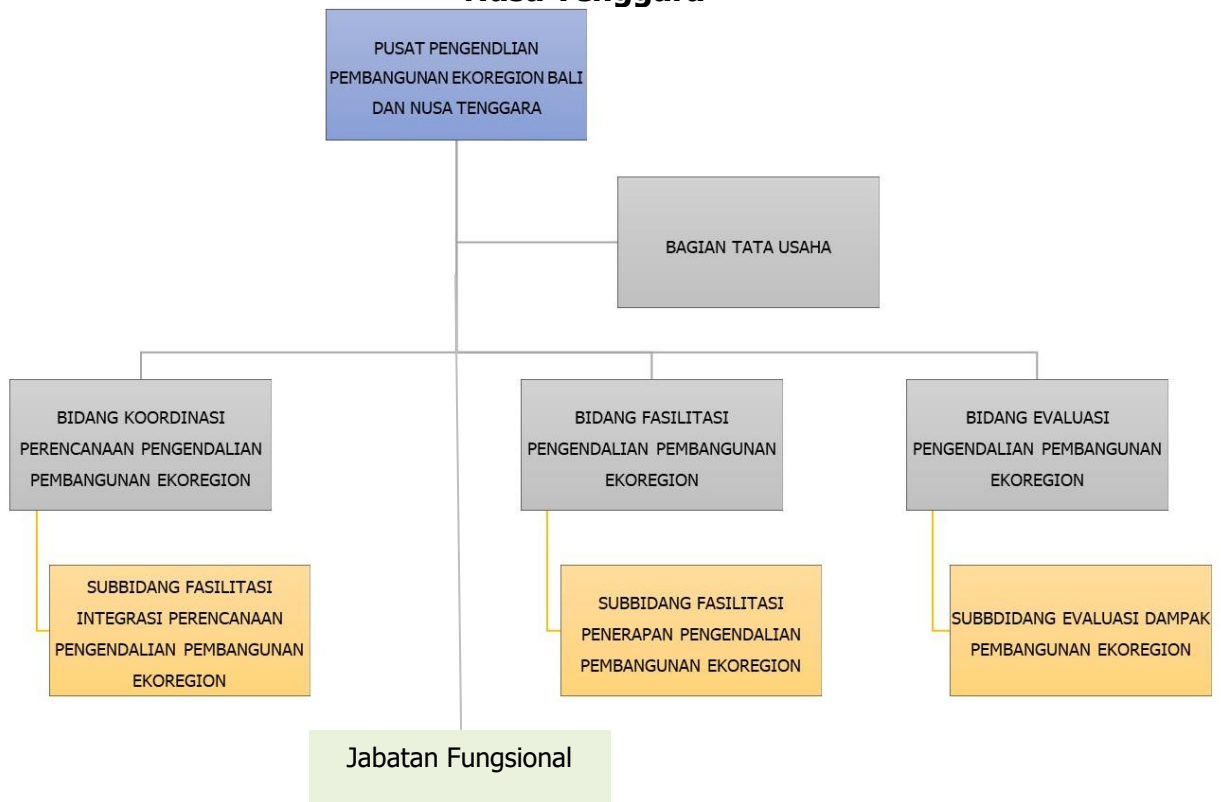 Nusa Tenggara
PUSAT PENGENDLIAN
PEMBANGUNAN EKOREGION BALI
DAN NUSA TENGGARA
BAGIAN TATA USAHA
BIDANG KOORDINASI
PERENCANAAN PENGENDALIAN
PEMBANGUNAN EKOREGION
BIDANG FASILITASI
PENGENDALIAN PEMBANGUNAN
EKOREGION
BIDANG EVALUASI
PENGENDALIAN PEMBANGUNAN
EKOREGION
SUBBIDANG FASILITASI
INTEGRASI PERENCANAAN
PENGENDALIAN PEMBANGUNAN
EKOREGION
SUBBIDANG FASILITASI
PENERAPAN PENGENDALIAN
PEMBANGUNAN EKOREGION
SUBBDIDANG EVALUASI DAMPAK
PEMBANGUNAN EKOREGION
Jabatan Fungsional